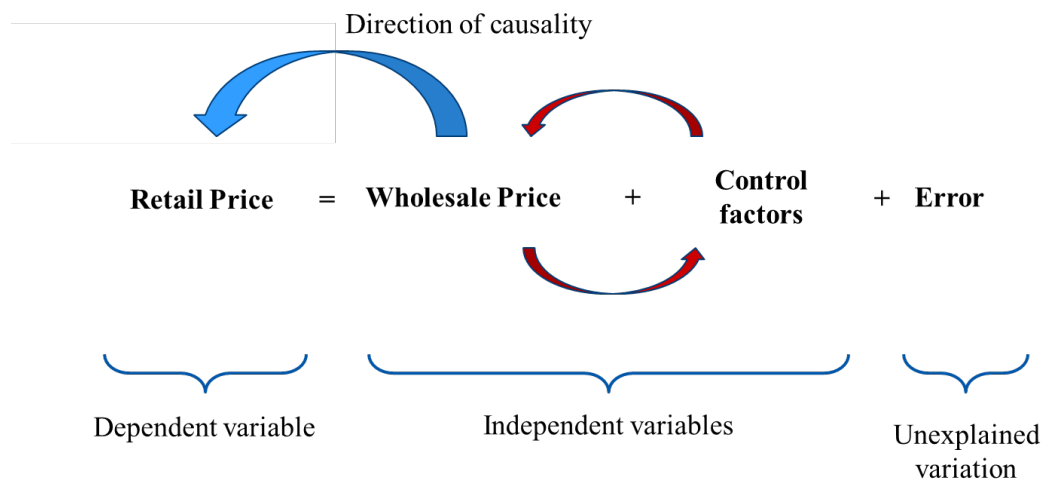 Direction of causality
Retail Price = Wholesale Price + Control factors + Error
Dependent variable
Independent variables
Unexplained
variation